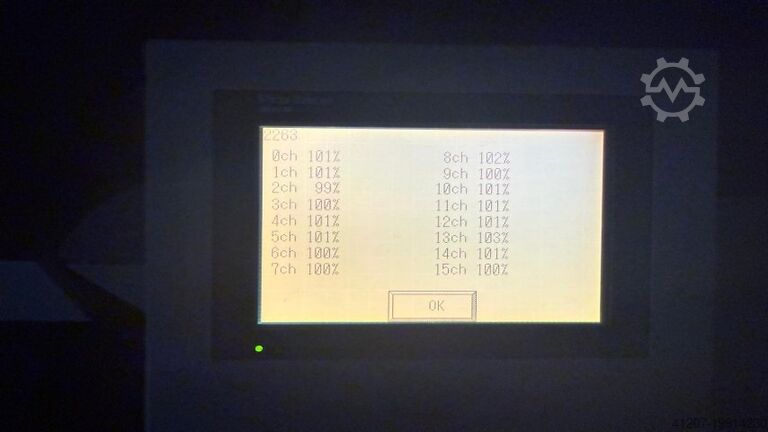 2263
0ch 101% 8ch 102%
1ch 101% 9ch 100%
2ch 99% 10ch 101%
3ch 100% 11ch 101%
4ch 101% 12ch 101%
5ch 101% 13ch 103%
6ch 100% 14ch 101%
7ch 100% 15ch 100%
OK